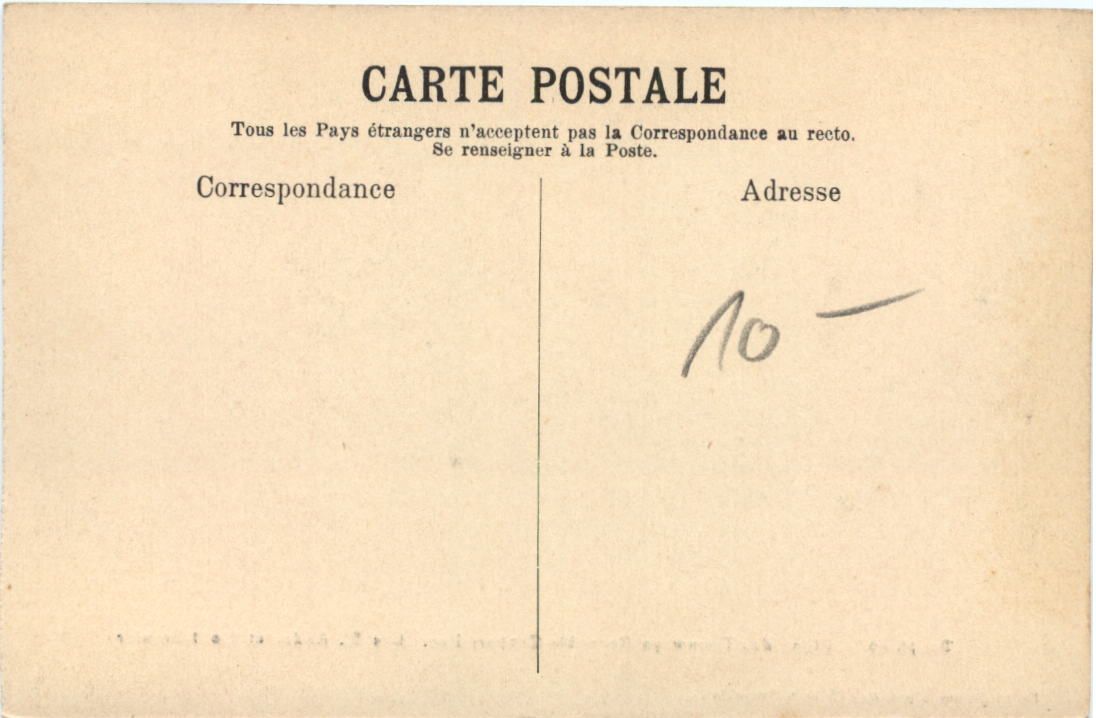 CARTE POSTALE
Tous les Pays étrangers n'acceptent pas la Correspondance au recto.
Se renseigner à la Poste.
Correspondance
Adresse
10 —